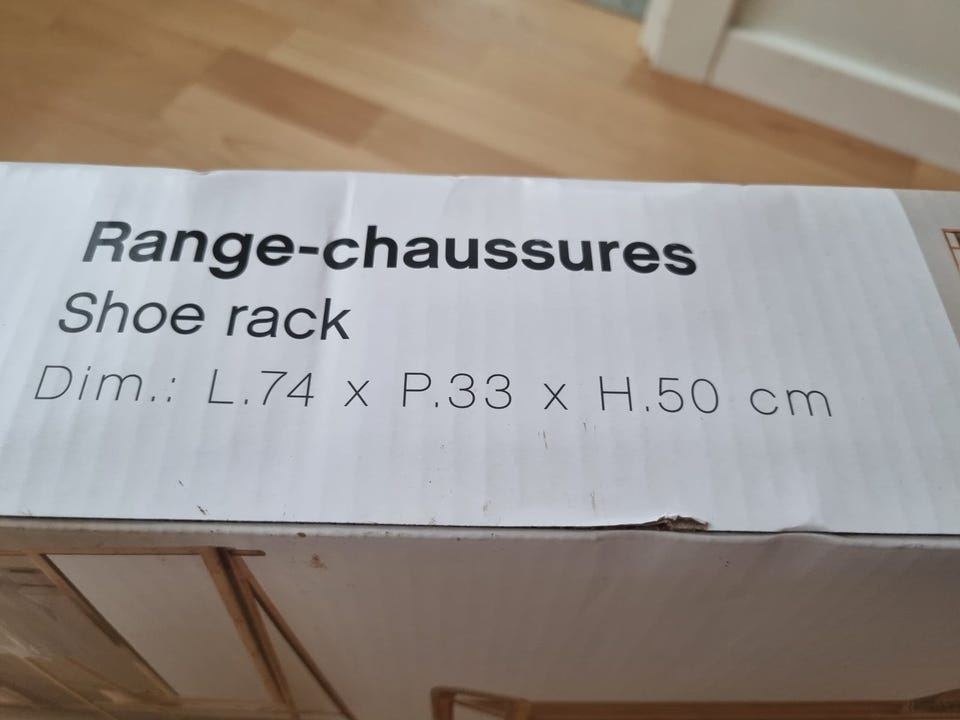 Range-chaussures
Shoe rack
Dim.: L.74 x P.33 x H.50 cm